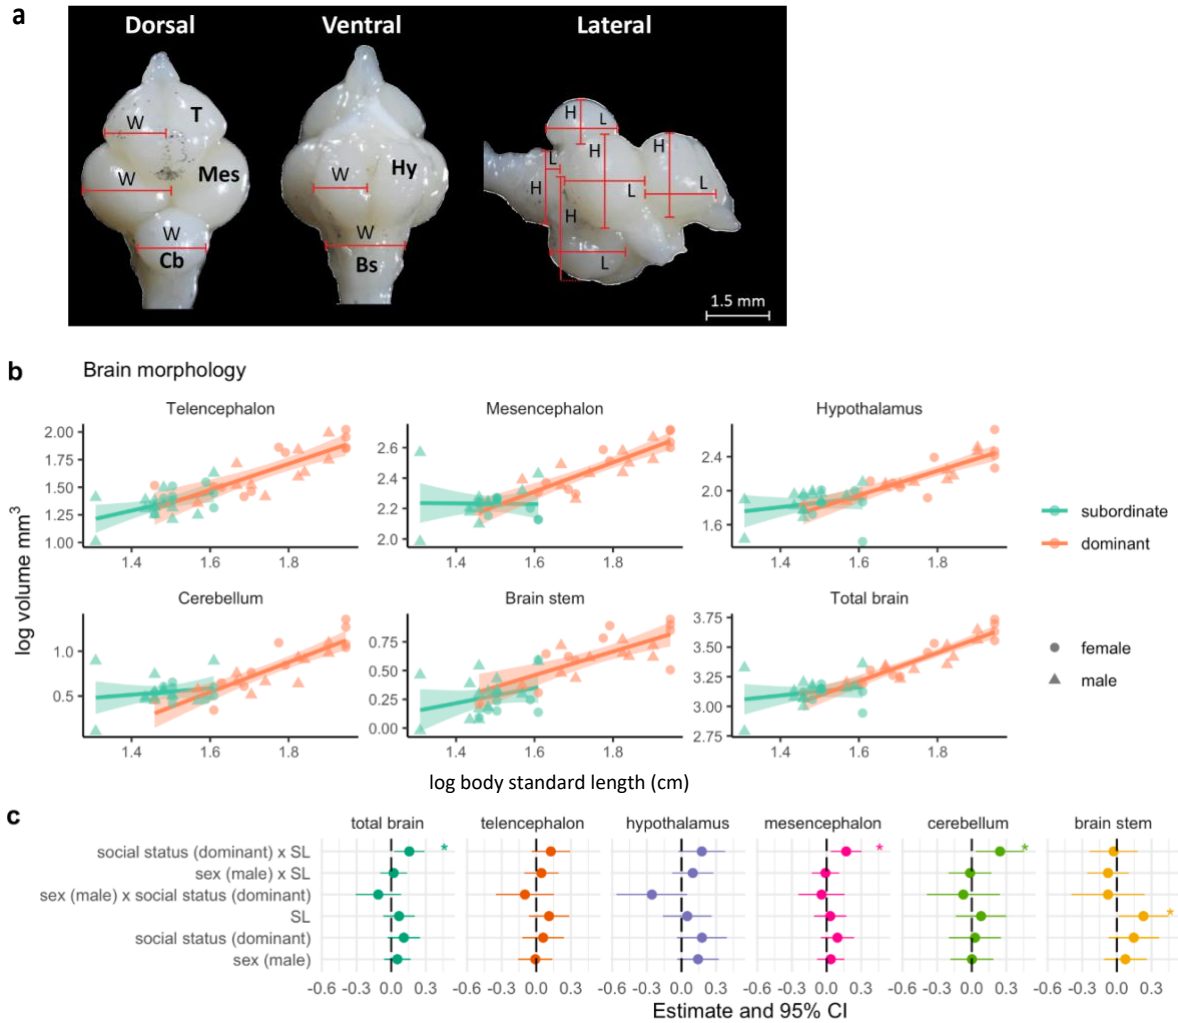 a
Dorsal Ventral Lateral
T
W
W
Mes
W
Cb
W
Hy
W
Bs
H
L
H
H
L
H
L
L
H
L
1.5 mm
b Brain morphology
Telencephalon Mesencephalon Hypothalamus
2.00
1.75
1.50
1.25
1.00
1.4 1.6 1.8
2.6
2.4
2.2
2.0
1.4 1.6 1.8
2.4
2.0
1.6
1.4 1.6 1.8
subordinate
dominant
Cerebellum Brain stem Total brain
1.0
0.5
1.4 1.6 1.8
0.75
0.50
0.25
0.00
1.4 1.6 1.8
3.75
3.50
3.25
3.00
2.75
1.4 1.6 1.8
female
male
log volume mm³
log body standard length (cm)
c
total brain telencephalon hypothalamus mesencephalon cerebellum brain stem
social status (dominant) x SL * * *
sex (male) x SL
sex (male) x social status (dominant)
SL *
social status (dominant)
sex (male)
-0.6 -0.3 0.0 0.3 -0.6 -0.3 0.0 0.3 -0.6 -0.3 0.0 0.3 -0.6 -0.3 0.0 0.3 -0.6 -0.3 0.0 0.3 -0.6 -0.3 0.0 0.3
Estimate and 95% CI